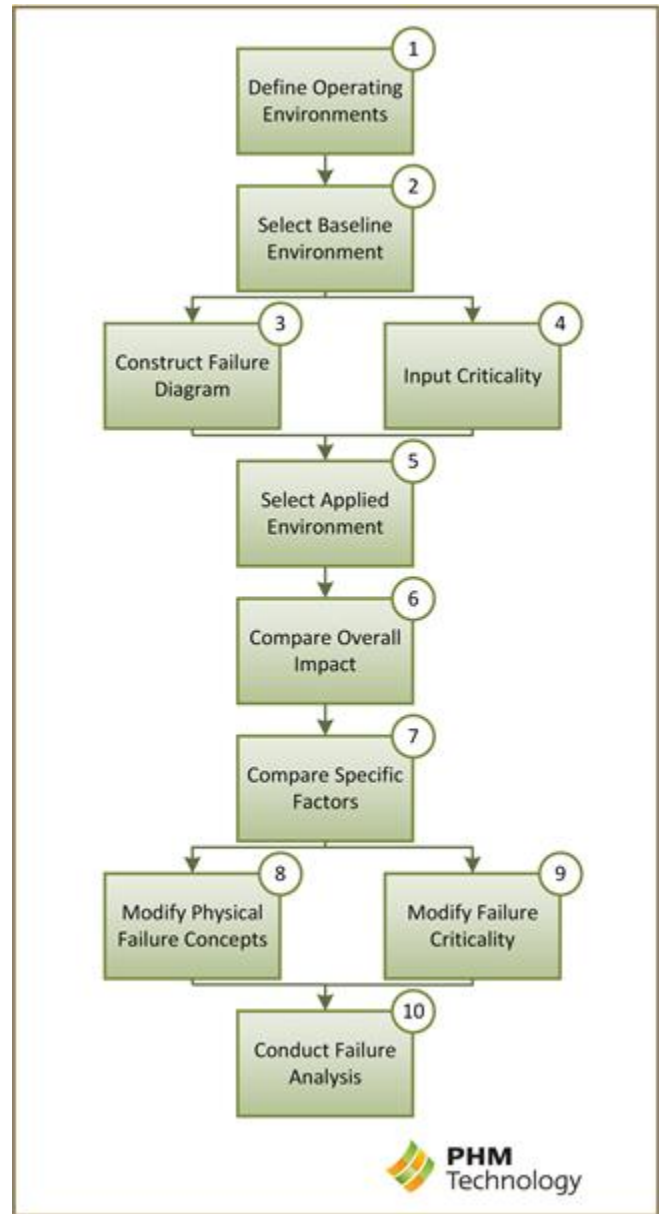 1
Define Operating
Environments
2
Select Baseline
Environment
3
Construct Failure
Diagram
4
Input Criticality
5
Select Applied
Environment
6
Compare Overall
Impact
7
Compare Specific
Factors
8
Modify Physical
Failure Concepts
9
Modify Failure
Criticality
10
Conduct Failure
Analysis
PHM
Technology